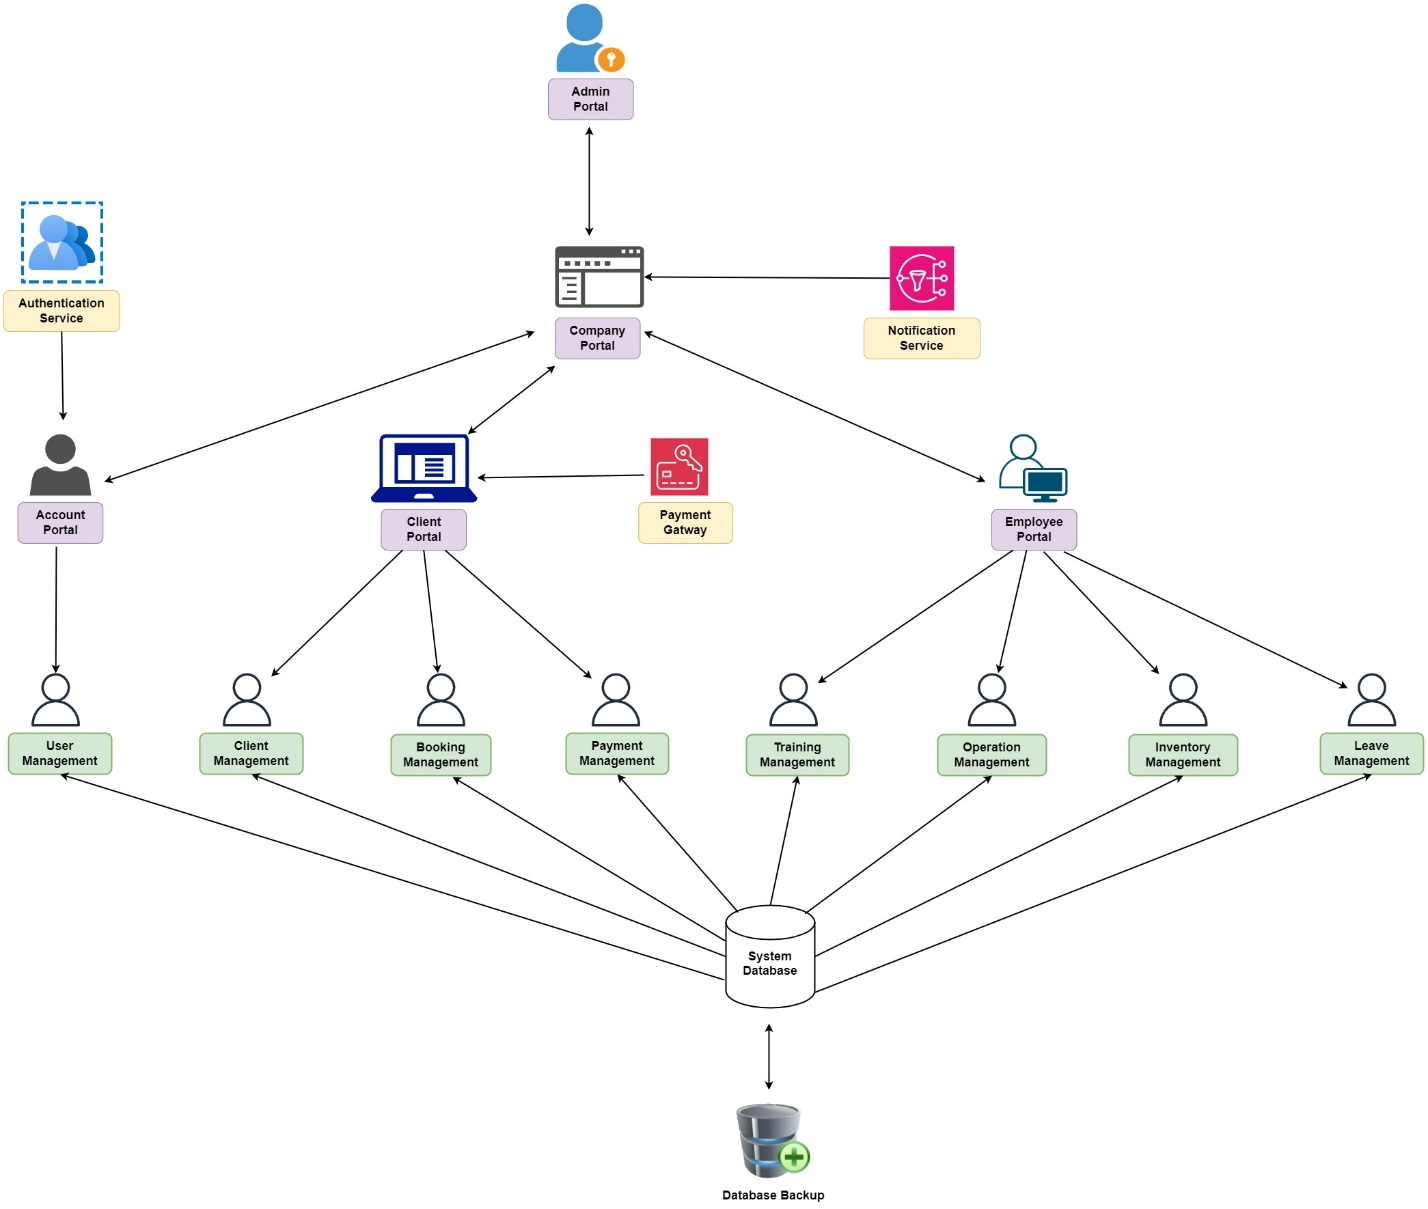 Admin
Portal
Authentication
Service
Company
Portal
Notification
Service
Account
Portal
Client
Portal
Payment
Gatway
Employee
Portal
User
Management
Client
Management
Booking
Management
Payment
Management
Training
Management
Operation
Management
Inventory
Management
Leave
Management
System
Database
Database Backup